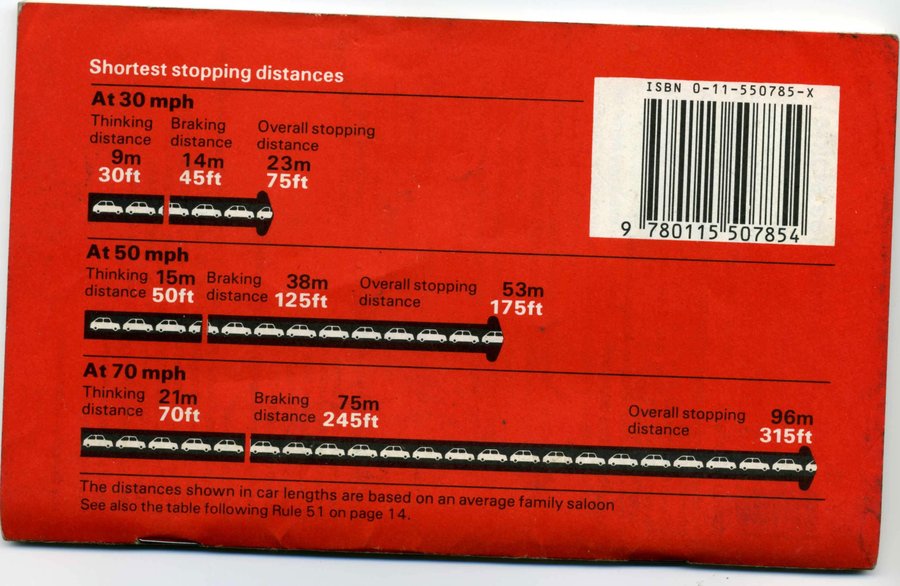 Shortest stopping distances
ISBN 0-11-550785-X
9 780115 507854
At 30 mph
Thinking distance 9m 30ft
Braking distance 14m 45ft
Overall stopping distance 23m 75ft
At 50 mph
Thinking distance 15m 50ft
Braking distance 38m 125ft
Overall stopping distance 53m 175ft
At 70 mph
Thinking distance 21m 70ft
Braking distance 75m 245ft
Overall stopping distance 96m 315ft
The distances shown in car lengths are based on an average family saloon
See also the table following Rule 51 on page 14.